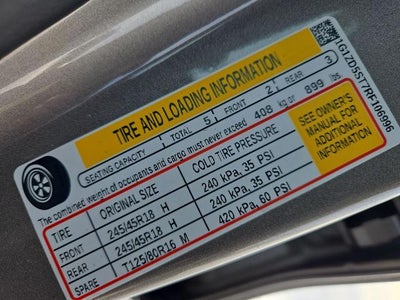 TIRE AND LOADING INFORMATION
SEATING CAPACITY TOTAL 5 FRONT 2 REAR 3
The combined weight of occupants and cargo must never exceed 408 kg or 899 lbs.
TIRE ORIGINAL SIZE COLD TIRE PRESSURE
FRONT 245/45R18 H 240 kPa, 35 PSI
REAR 245/45R18 H 240 kPa, 35 PSI
SPARE T125/80R16 M 420 kPa, 60 PSI
SEE OWNER'S
MANUAL FOR
ADDITIONAL
INFORMATION
1G1ZD5ST7RF106996